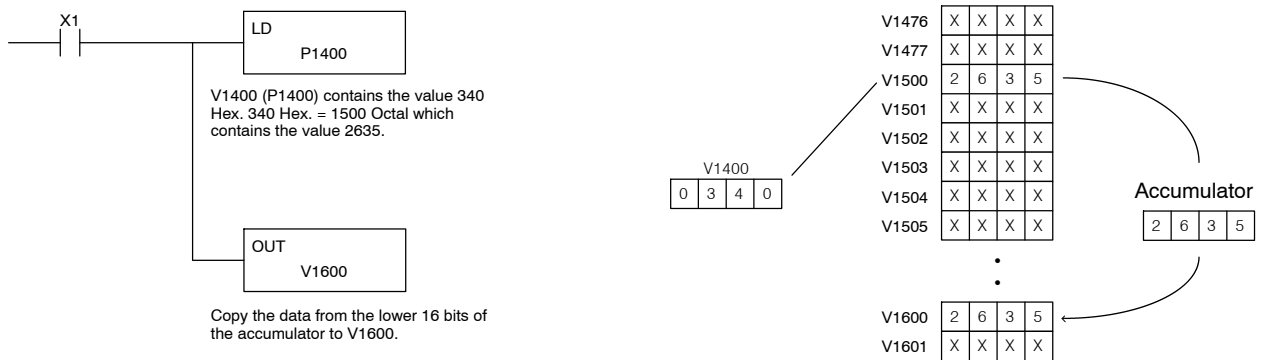 X1
LD
P1400
V1400 (P1400) contains the value 340
Hex. 340 Hex. = 1500 Octal which
contains the value 2635.
OUT
V1600
Copy the data from the lower 16 bits of
the accumulator to V1600.
V1400
0 3 4 0
V1476 X X X X
V1477 X X X X
V1500 2 6 3 5
V1501 X X X X
V1502 X X X X
V1503 X X X X
V1504 X X X X
V1505 X X X X
Accumulator
2 6 3 5
V1600 2 6 3 5
V1601 X X X X